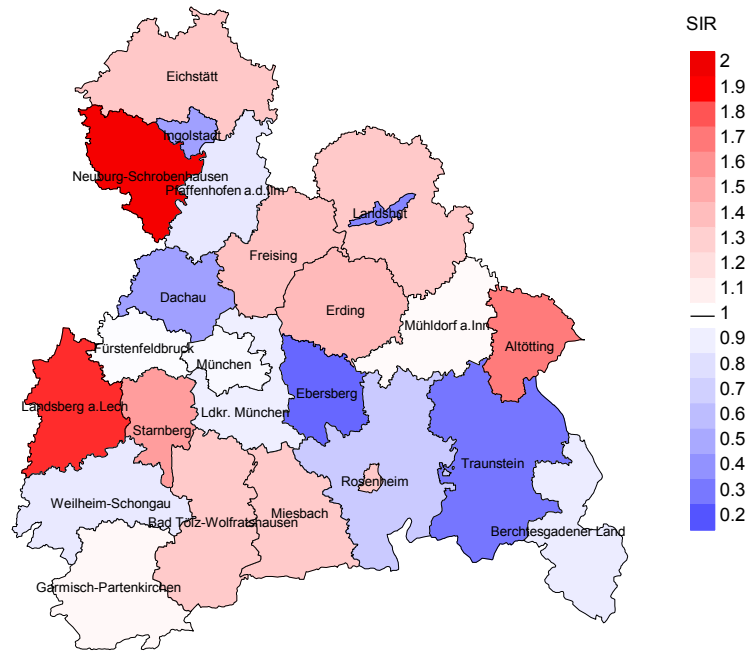 SIR
2
1.9
1.8
1.7
1.6
1.5
1.4
1.3
1.2
1.1
1
0.9
0.8
0.7
0.6
0.5
0.4
0.3
0.2
Eichstätt
Ingolstadt
Neuburg-Schrobenhausen
Pfaffenhofen a.d.Ilm
Landshut
Freising
Dachau
Erding
Mühldorf a.Inn
Altötting
Fürstenfeldbruck
München
Ebersberg
Landsberg a.Lech
Ldkr. München
Starnberg
Traunstein
Rosenheim
Weilheim-Schongau
Miesbach
Bad Tölz-Wolfratshausen
Berchtesgadener Land
Garmisch-Partenkirchen